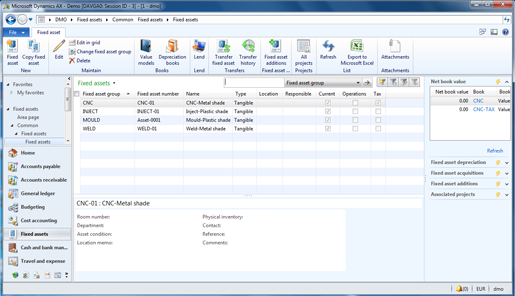 Microsoft Dynamics AX - Demo [DAVGAD: Session ID - 3] - [1 - dmo]
DMO ▸ Fixed assets ▸ Common ▸ Fixed assets ▸ Fixed assets
File Fixed asset
Fixed asset
Copy fixed asset
New
Edit
Edit in grid
Change fixed asset group
Delete
Maintain
Value models
Depreciation books
Books
Lend
Lend
Transfer fixed asset
Transfer history
Transfers
Fixed asset additions
Fixed asset ...
All projects
Projects
Refresh
Export to Microsoft Excel
List
Attachments
Attachments
Favorites
My Favorites
Fixed assets
Area page
Common
Fixed assets
Fixed assets
Home
Accounts payable
Accounts receivable
General ledger
Budgeting
Cost accounting
Fixed assets
Cash and bank man...
Travel and expense
Fixed assets
Fixed asset group
Fixed asset group Fixed asset number Name Type Location Responsible Current Operations Tax
CNC CNC-01 CNC-Metal shade Tangible
INJECT INJECT-01 Inject-Plastic shade Tangible
MOULD Asset-0001 Mould-Plastic shade Tangible
WELD WELD-01 Weld-Metal shade Tangible
CNC-01 : CNC-Metal shade
Room number: Physical inventory:
Department: Contact:
Asset condition: Reference:
Location memo: Comments:
Net book value
Net book value Book Book
0.00 CNC Value
0.00 CNC-TAX Value
Refresh
Fixed asset depreciation
Fixed asset acquisitions
Fixed asset additions
Associated projects
(0) EUR dmo